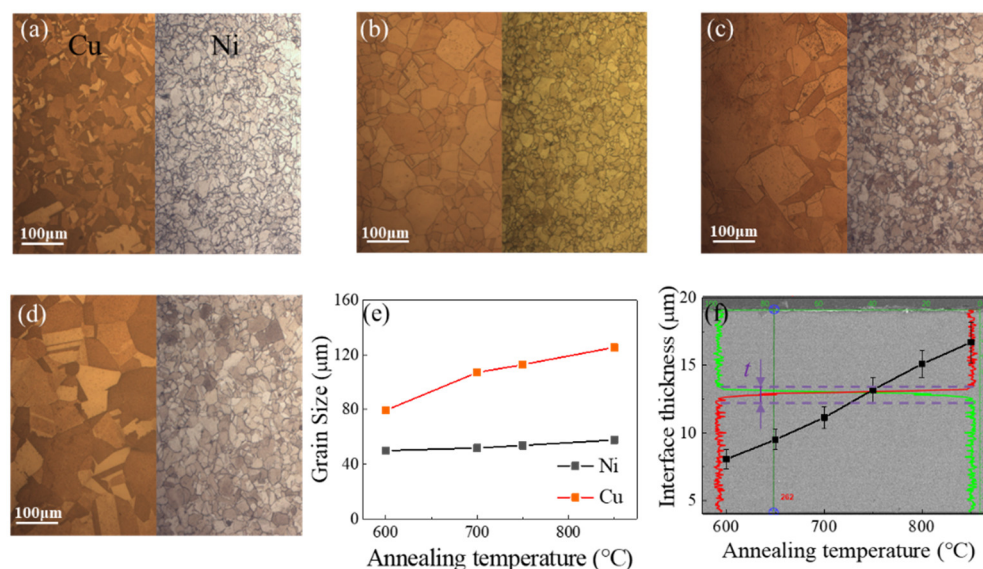 (a)
Cu
Ni
100μm
(b)
100μm
(c)
100μm
(d)
100μm
(e)
160
120
80
40
0
Grain Size (μm)
Ni
Cu
600
700
800
Annealing temperature (°C)
(f)
20
15
10
5
Interface thickness (μm)
t
262
600
700
800
Annealing temperature (°C)